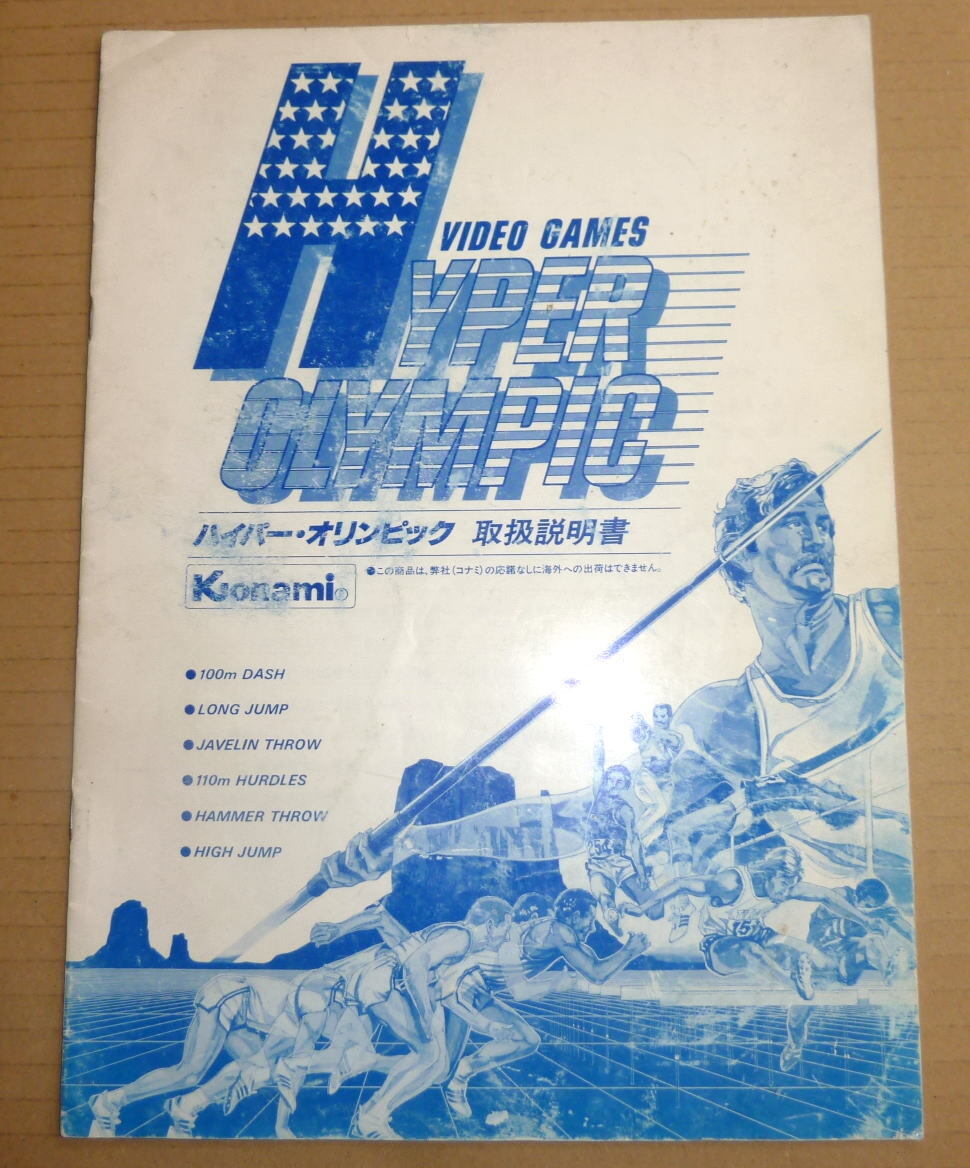 VIDEO GAMES
HYPER
OLYMPIC
ハイパー・オリンピック 取扱説明書
Konami®
●この商品は、弊社(コナミ)の応諾なしに海外への出荷はできません。
●100m DASH
●LONG JUMP
●JAVELIN THROW
●110m HURDLES
●HAMMER THROW
●HIGH JUMP